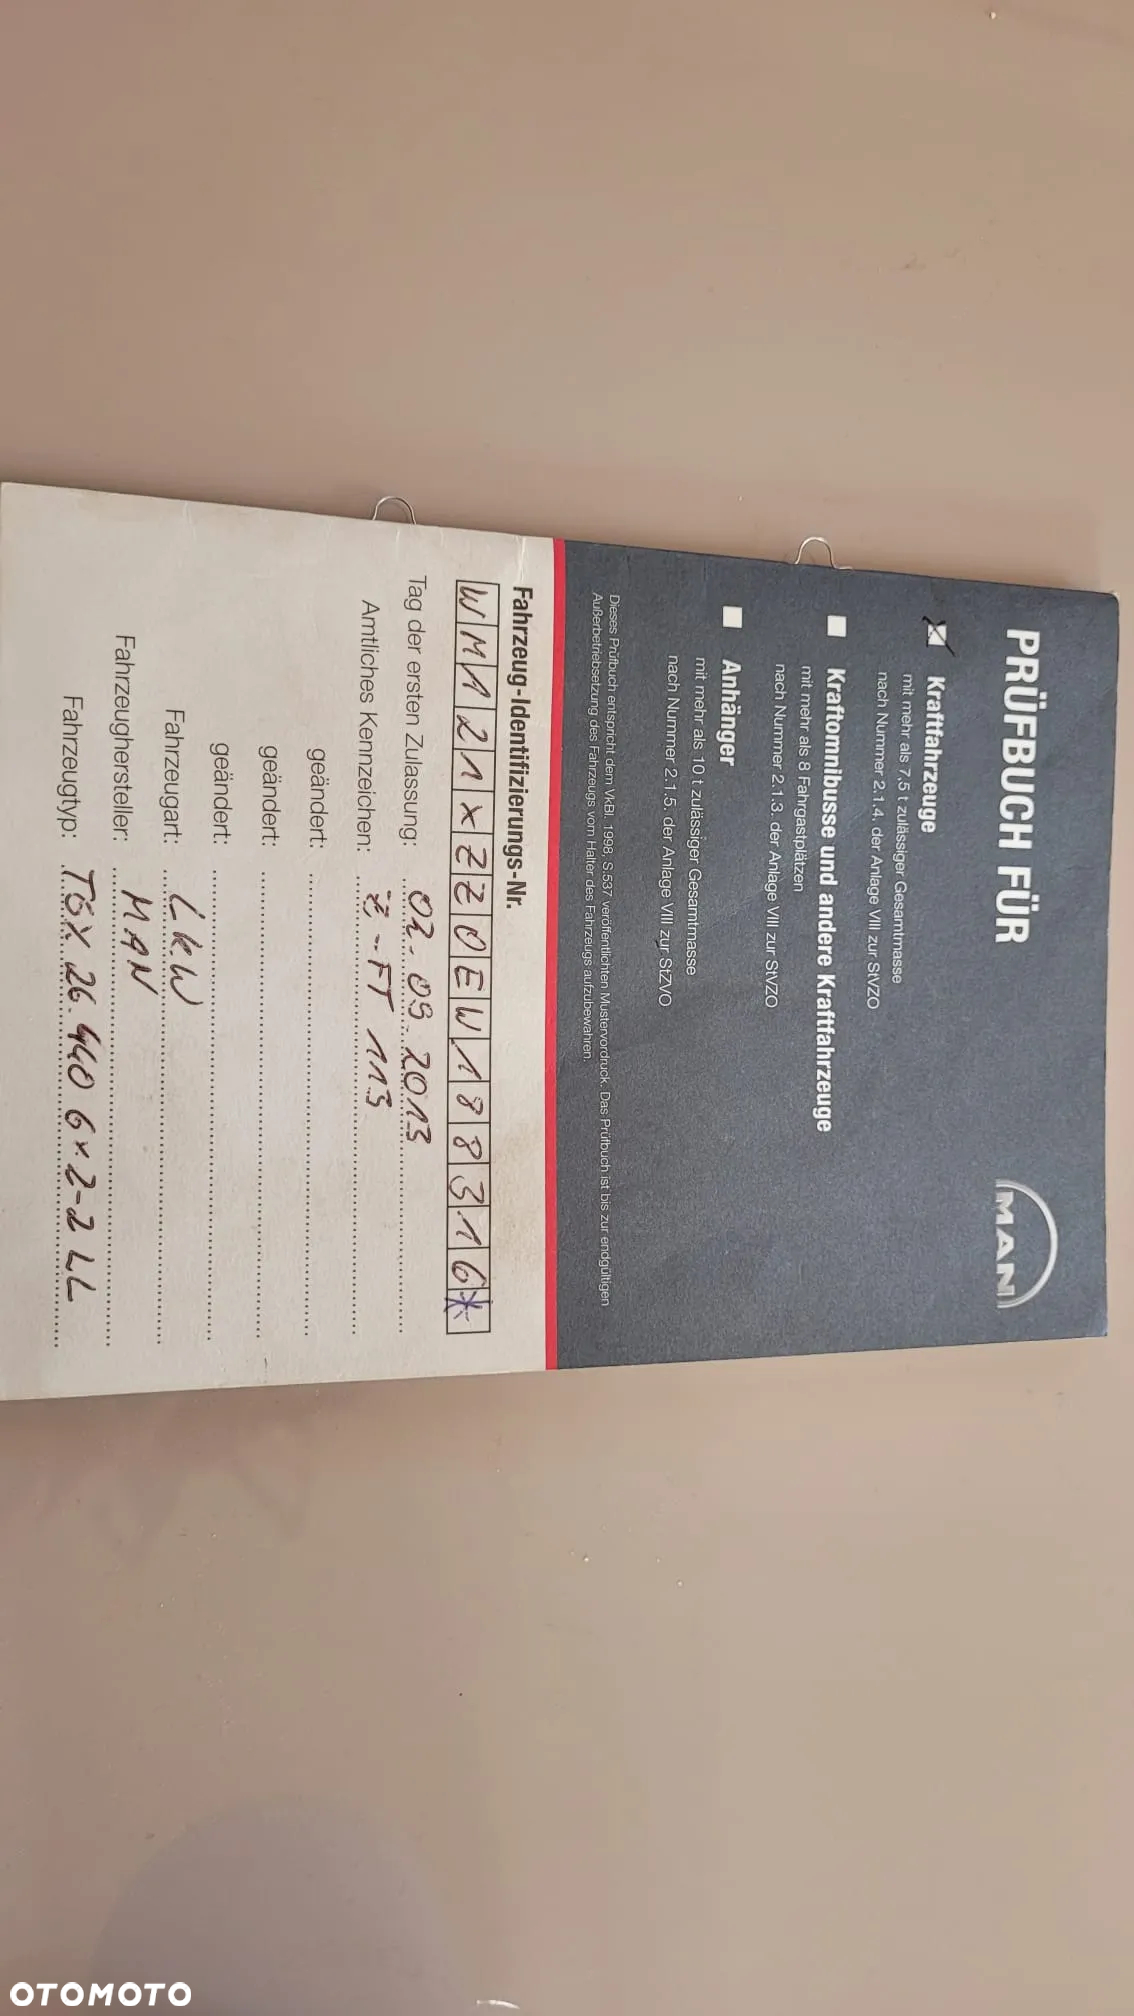 PRÜFBUCH FÜR
MAN
Kraftfahrzeuge
mit mehr als 7,5 t zulässiger Gesamtmasse
nach Nummer 2.1.4. der Anlage VIII zur StVZO
Kraftomnibusse und andere Kraftfahrzeuge
mit mehr als 8 Fahrgastplätzen
nach Nummer 2.1.3. der Anlage VIII zur StVZO
Anhänger
mit mehr als 10 t zulässiger Gesamtmasse
nach Nummer 2.1.5. der Anlage VIII zur StZVO
Dieses Prüfbuch entspricht dem VkBl. 1998, S.537 veröffentlichten Mustervordruck. Das Prüfbuch ist bis zur endgültigen
Außerbetriebsetzung des Fahrzeugs vom Halter des Fahrzeugs aufzubewahren.
Fahrzeug-Identifizierungs-Nr.
WM121XZZ0EW188316*
Tag der ersten Zulassung: 02-09.2013
Amtliches Kennzeichen: FT 113
geändert:
geändert:
geändert:
Fahrzeugart: LKW
Fahrzeughersteller: MAN
Fahrzeugtyp: TGX 26.440 6x2-2 LL
OTOMOTO